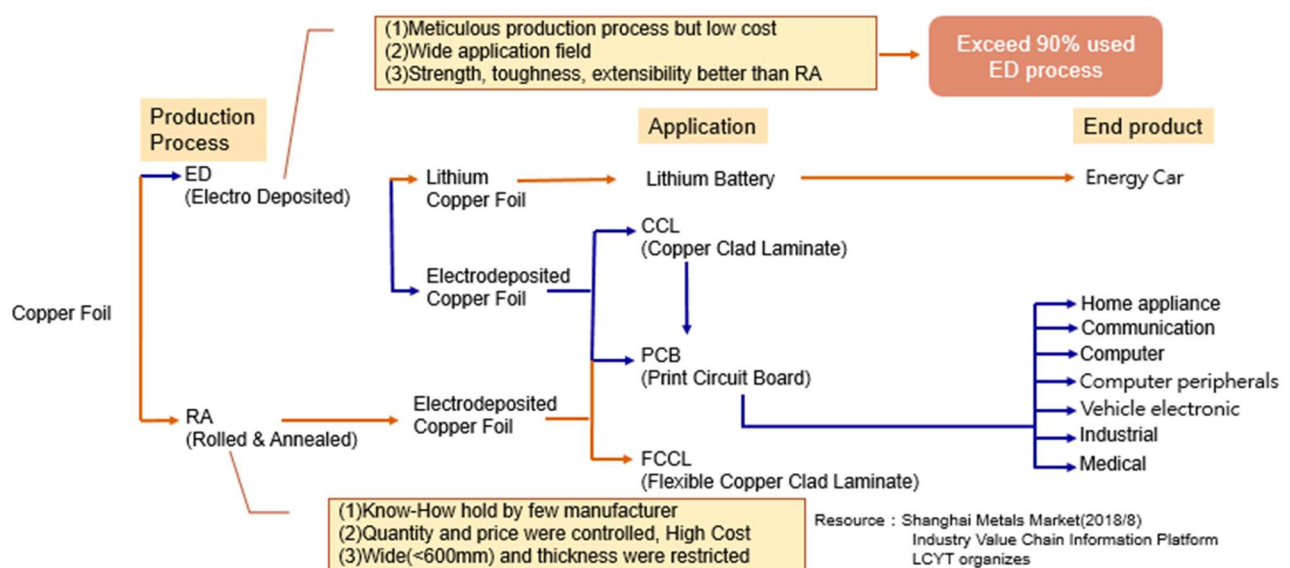 (1)Meticulous production process but low cost
(2)Wide application field
(3)Strength, toughness, extensibility better than RA
Exceed 90% used
ED process
Production
Process
Application
End product
ED
(Electro Deposited)
Lithium
Copper Foil
Lithium Battery
Energy Car
CCL
(Copper Clad Laminate)
Electrodeposited
Copper Foil
Copper Foil
PCB
(Print Circuit Board)
Home appliance
Communication
Computer
Computer peripherals
Vehicle electronic
Industrial
Medical
RA
(Rolled & Annealed)
Electrodeposited
Copper Foil
FCCL
(Flexible Copper Clad Laminate)
(1)Know-How hold by few manufacturer
(2)Quantity and price were controlled, High Cost
(3)Wide(<600mm) and thickness were restricted
Resource : Shanghai Metals Market(2018/8)
Industry Value Chain Information Platform
LCYT organizes